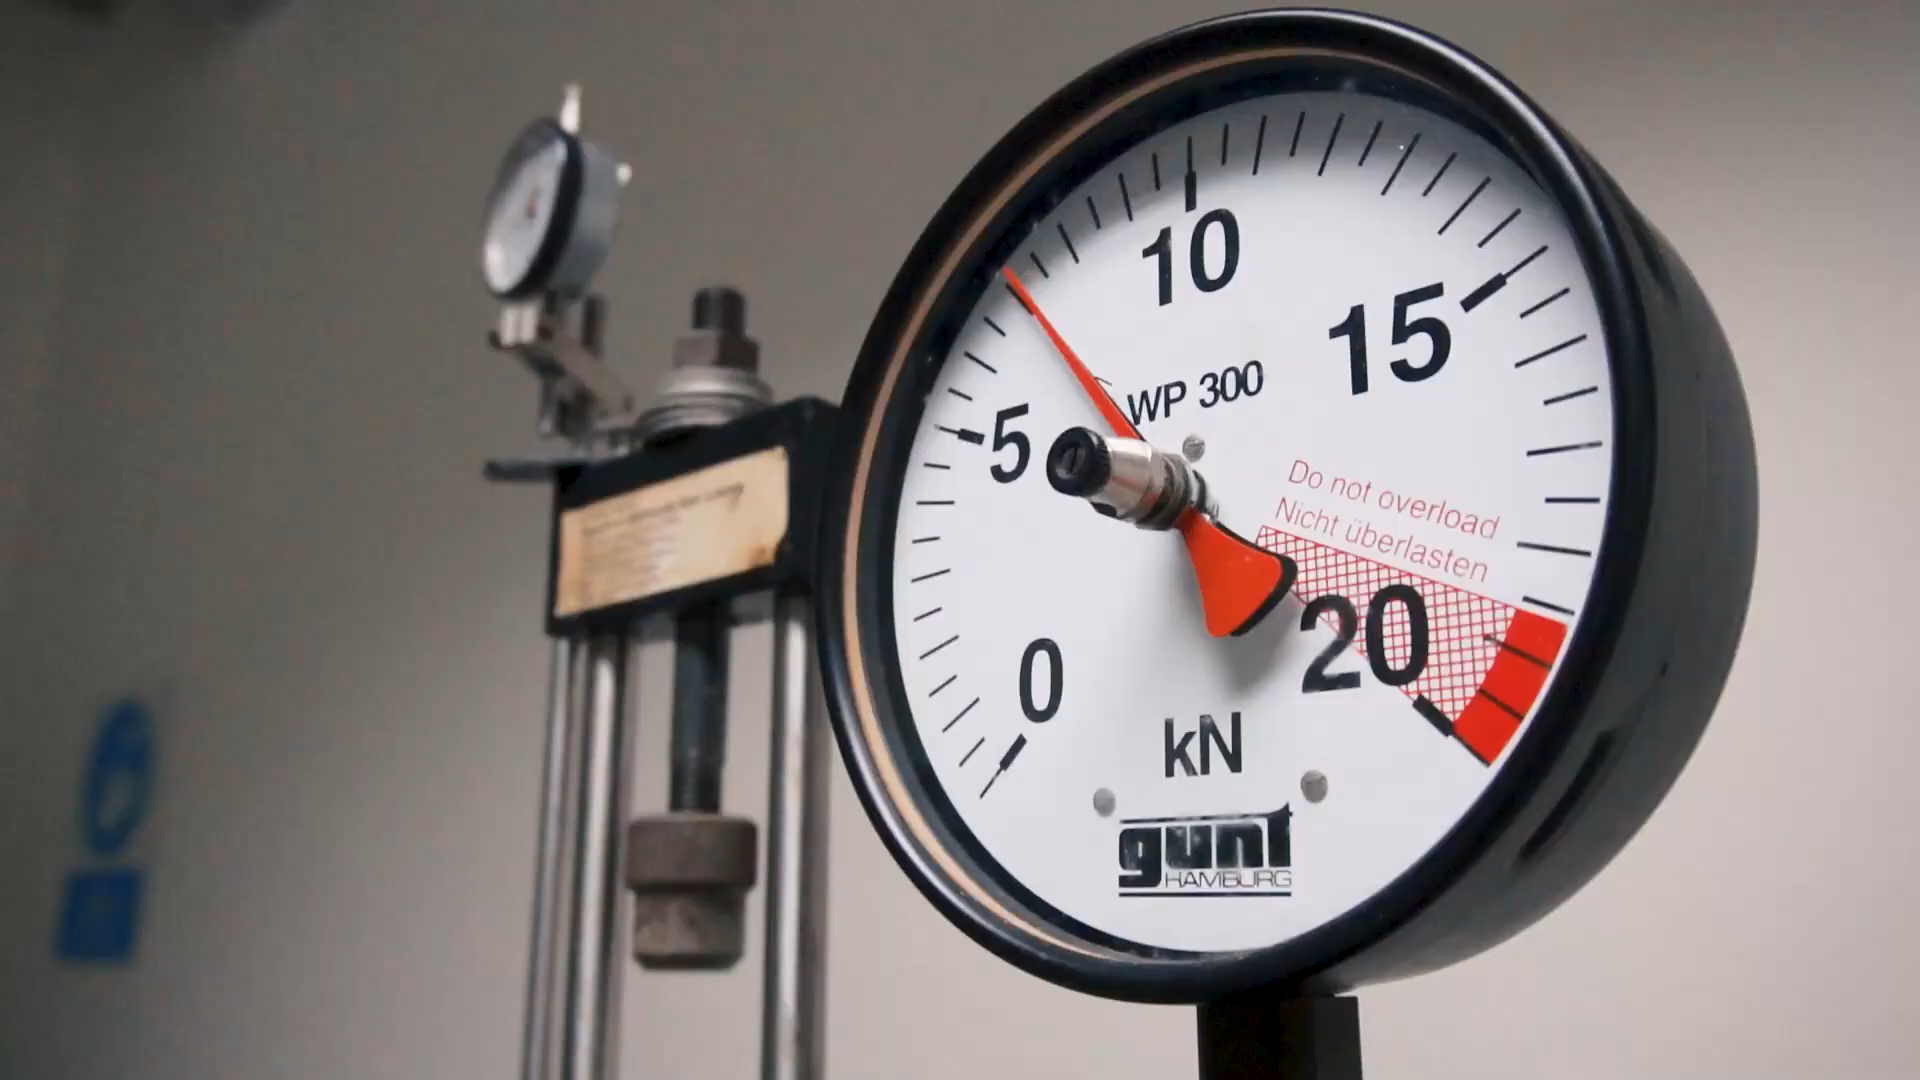 10
15
5
WP 300
Do not overload
Nicht überlasten
20
0
kN
gunt
HAMBURG